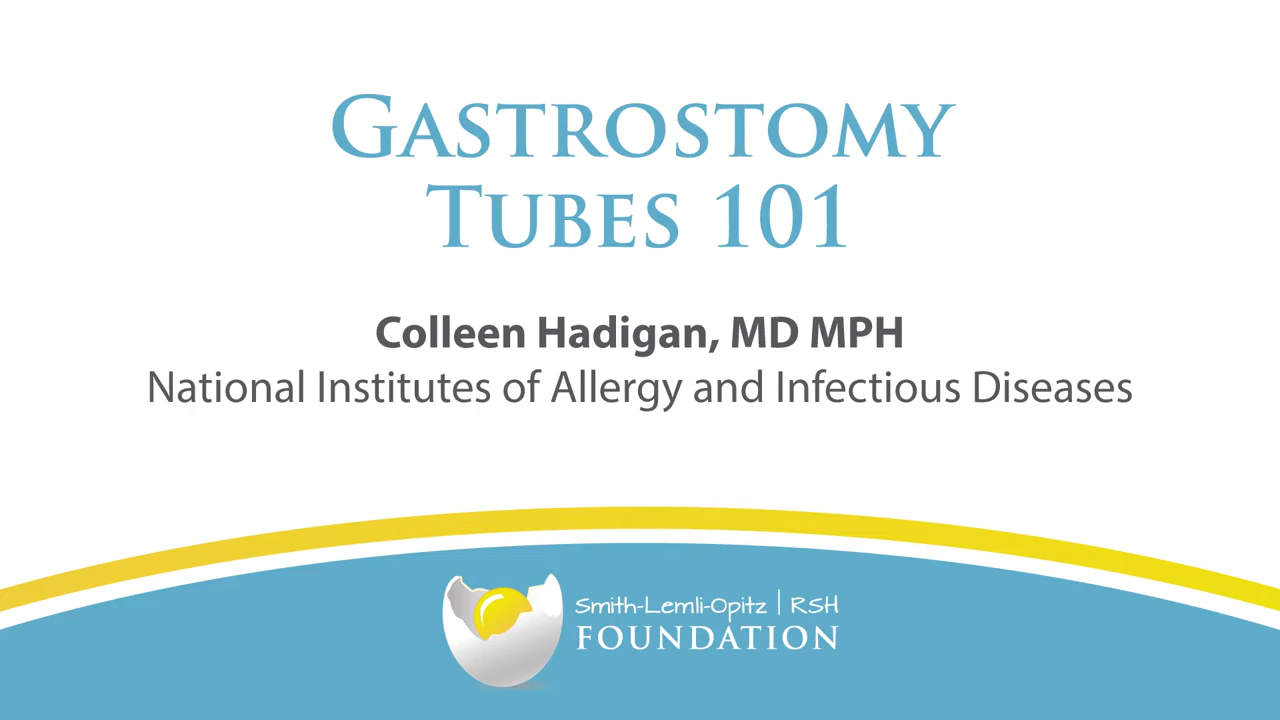 GASTROSTOMY
TUBES 101
Colleen Hadigan, MD MPH
National Institutes of Allergy and Infectious Diseases
Smith-Lemli-Opitz | RSH
FOUNDATION